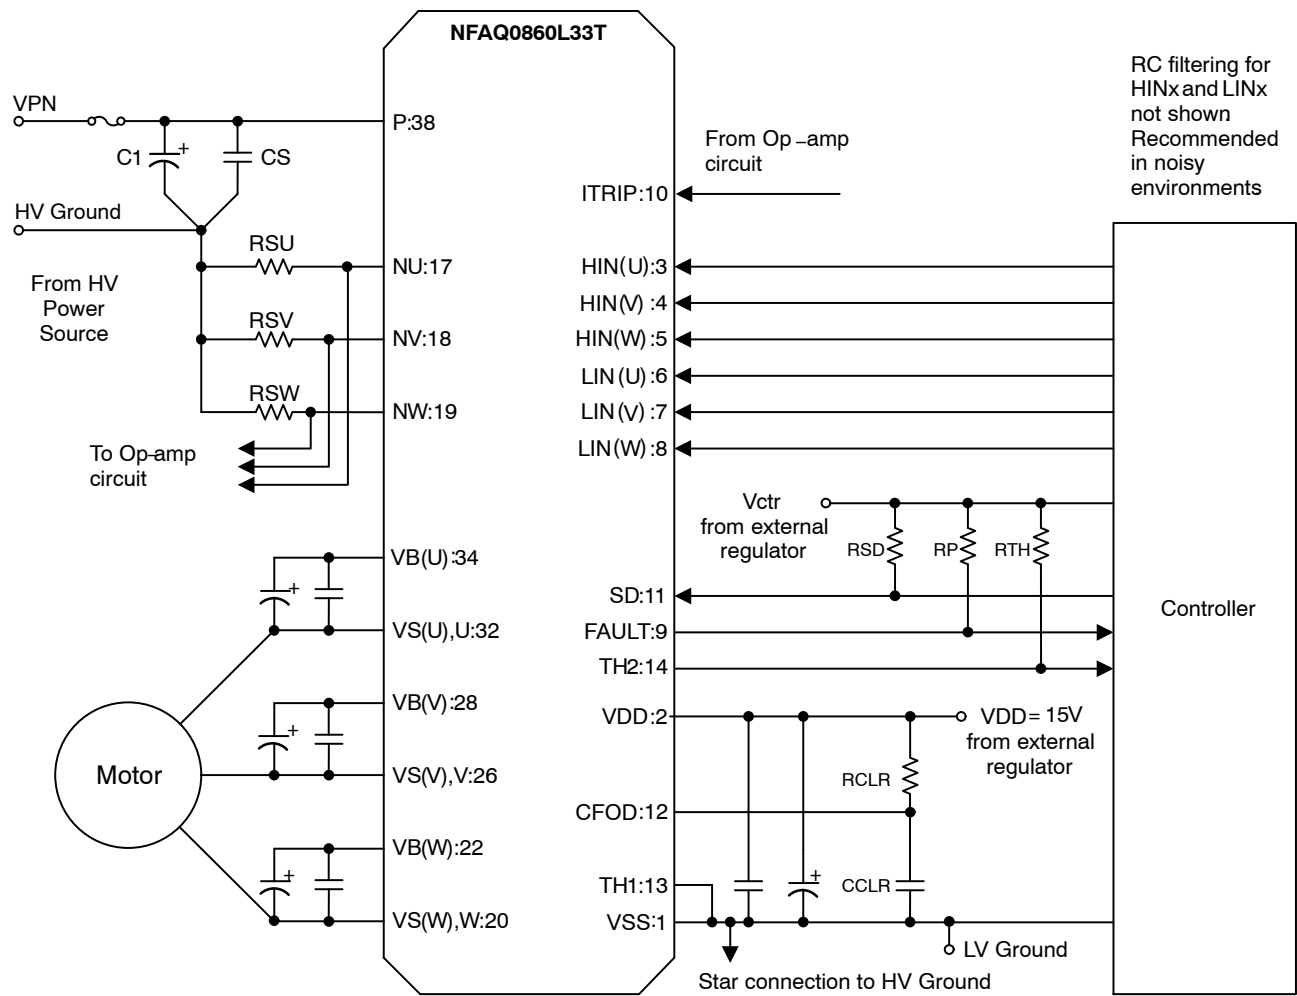 NFAQ0860L33T
RC filtering for
HINx and LINx
not shown
Recommended
in noisy
environments
VPN
P:38
C1
+
CS
HV Ground
From HV
Power
Source
RSU
NU:17
RSV
NV:18
RSW
NW:19
To Op-amp
circuit
From Op-amp
circuit
ITRIP:10
HIN(U):3
HIN(V) :4
HIN(W):5
LIN(U) :6
LIN(V) :7
LIN(W) :8
Vctr
from external
regulator
RSD
RP
RTH
SD:11
FAULT:9
TH2:14
Controller
VB(U):34
+
VS(U),U:32
VB(V):28
+
VS(V),V:26
VB(W):22
+
VS(W),W:20
Motor
VDD:2
VDD= 15V
from external
regulator
RCLR
CFOD:12
TH1:13
+
CCLR
VSS:1
LV Ground
Star connection to HV Ground